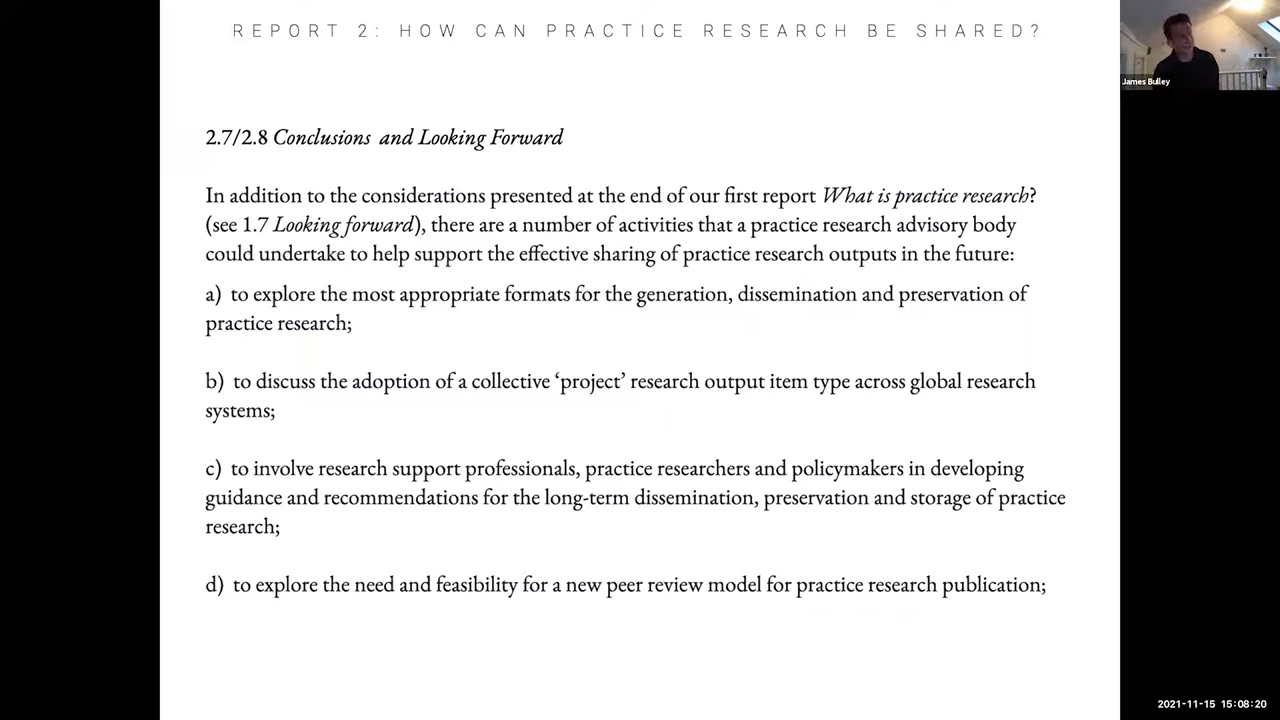 REPORT 2: HOW CAN PRACTICE RESEARCH BE SHARED?
James Bulley
2.7/2.8 Conclusions and Looking Forward
In addition to the considerations presented at the end of our first report What is practice research?
(see 1.7 Looking forward), there are a number of activities that a practice research advisory body
could undertake to help support the effective sharing of practice research outputs in the future:
a) to explore the most appropriate formats for the generation, dissemination and preservation of
practice research;
b) to discuss the adoption of a collective ‘project’ research output item type across global research
systems;
c) to involve research support professionals, practice researchers and policymakers in developing
guidance and recommendations for the long-term dissemination, preservation and storage of practice
research;
d) to explore the need and feasibility for a new peer review model for practice research publication;
2021-11-15 15:08:20